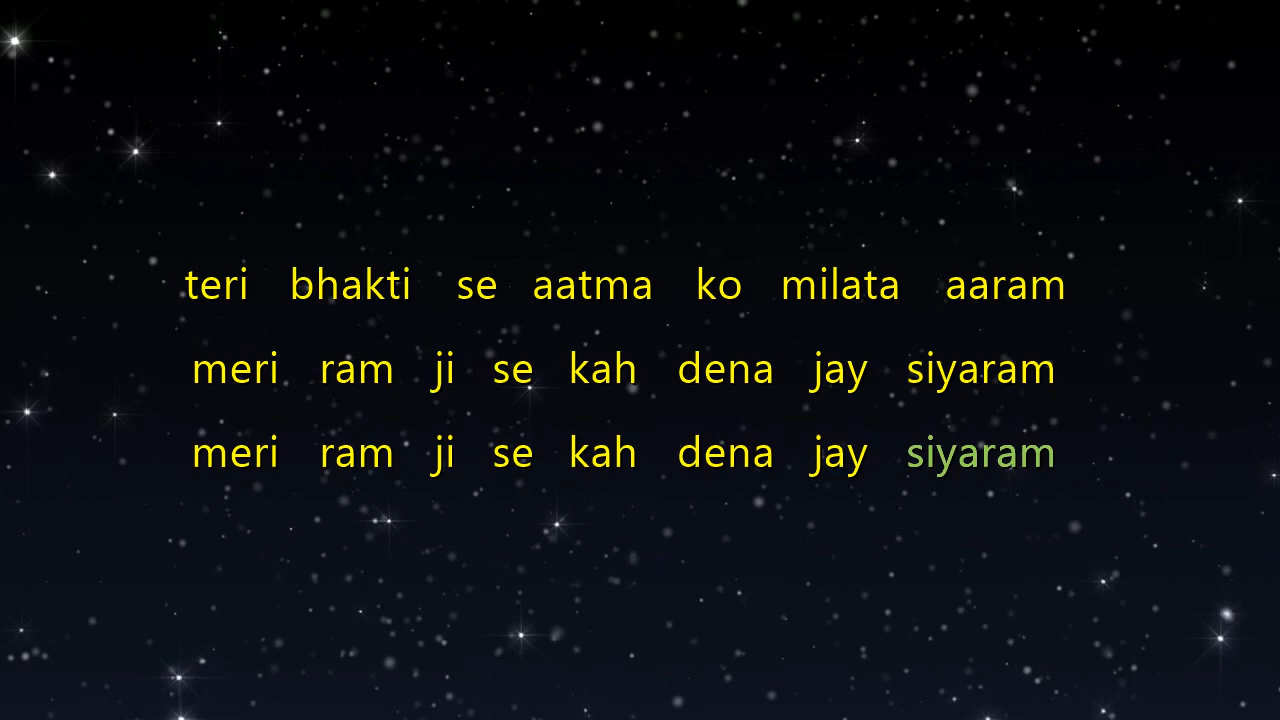 teri bhakti se aatma ko milata aaram
meri ram ji se kah dena jay siyaram
meri ram ji se kah dena jay siyaram